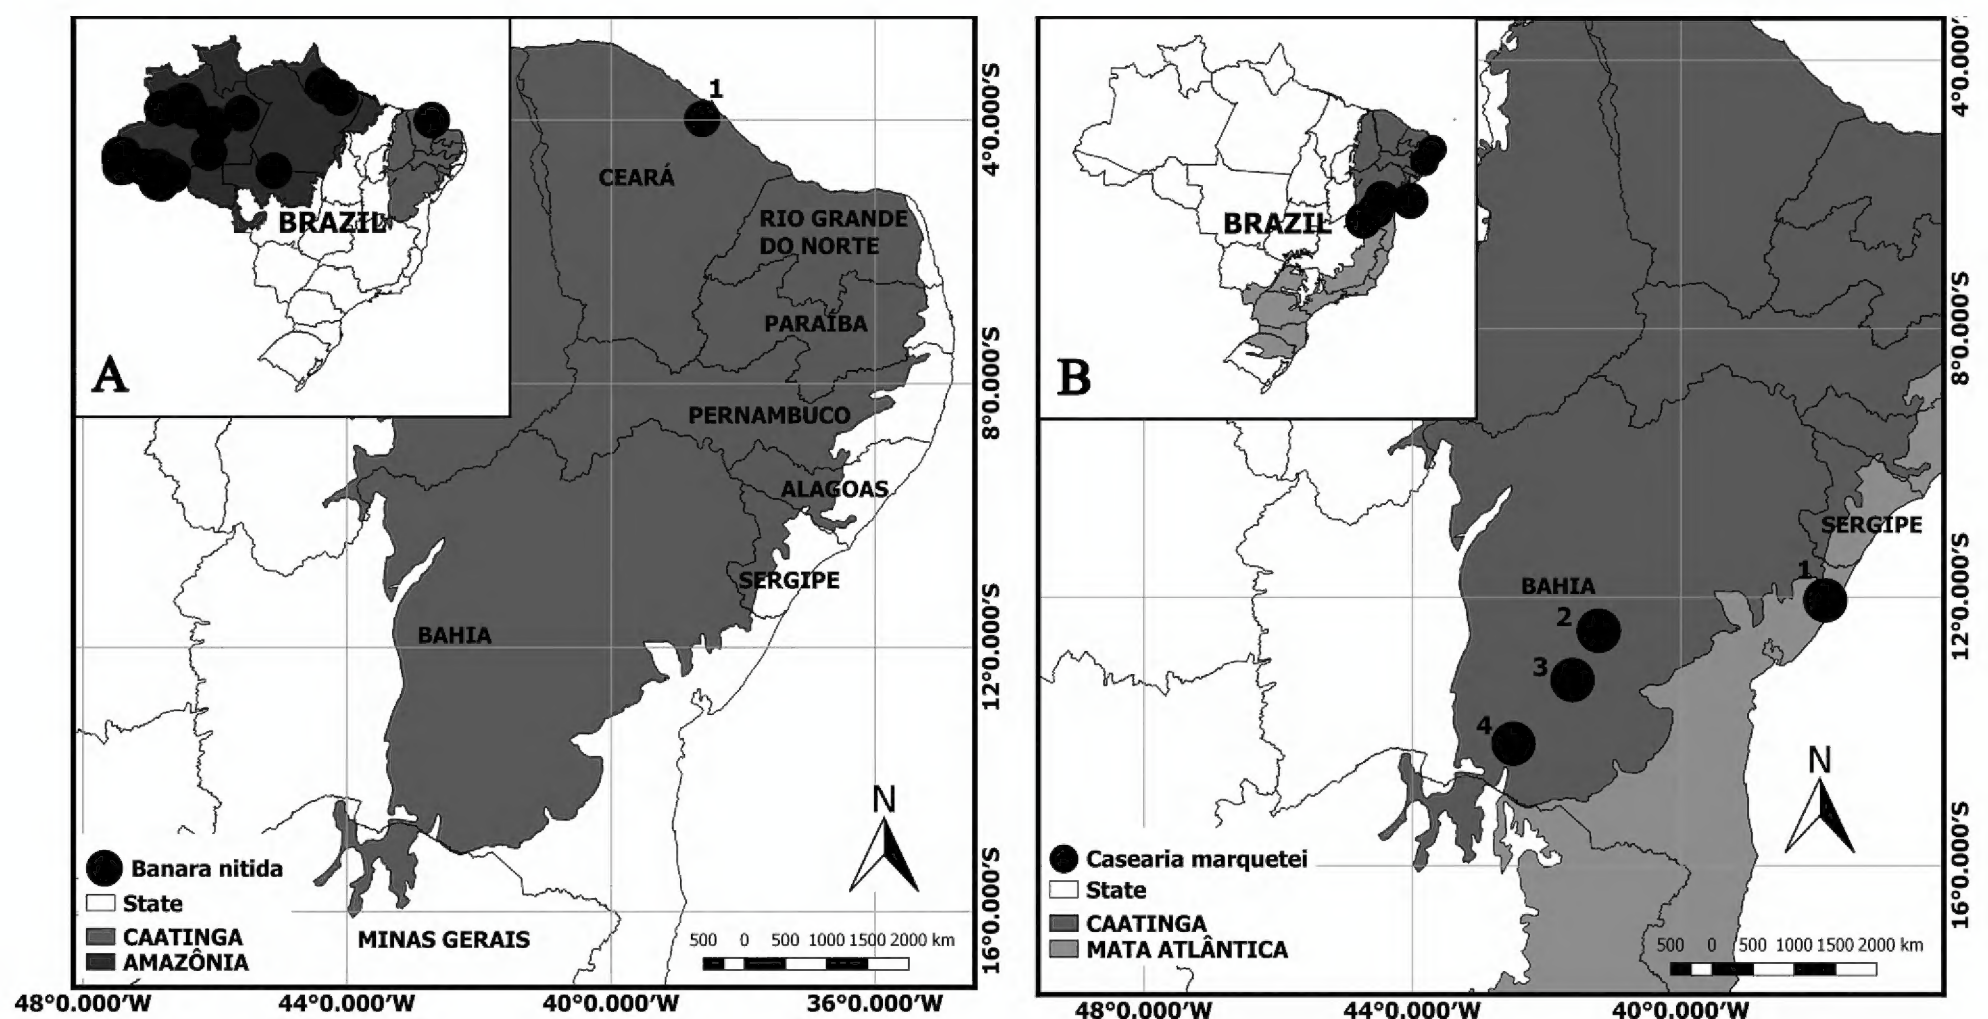 BRAZIL
A
1
CEARÁ
RIO GRANDE
DO NORTE
PARAÍBA
PERNAMBUCO
ALAGOAS
SERGIPE
BAHIA
MINAS GERAIS
N
Banara nitida
State
CAATINGA
AMAZÔNIA
500 0 500 1000 1500 2000 km
4°0.000'S
8°0.000'S
12°0.000'S
16°0.000'S
48°0.000'W 44°0.000'W 40°0.000'W 36°0.000'W
BRAZIL
B
SERGIPE
1
BAHIA
2
3
4
N
Casearia marquetei
State
CAATINGA
MATA ATLÂNTICA
500 0 500 1000 1500 2000 km
4°0.000'S
8°0.000'S
12°0.000'S
16°0.000'S
48°0.000'W 44°0.000'W 40°0.000'W